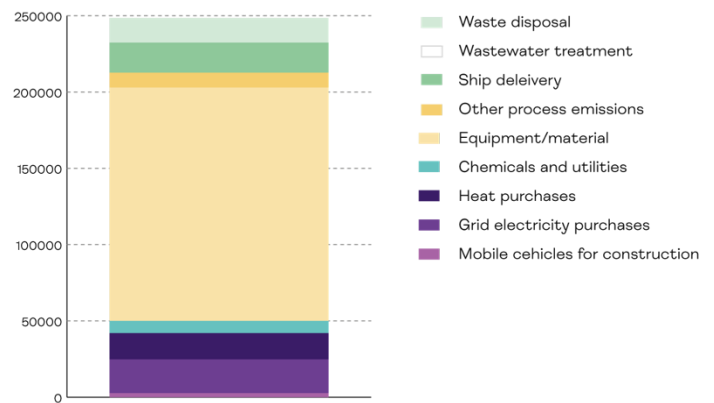 250000
200000
150000
100000
50000
0
Waste disposal
Wastewater treatment
Ship deleivery
Other process emissions
Equipment/material
Chemicals and utilities
Heat purchases
Grid electricity purchases
Mobile cehicles for construction